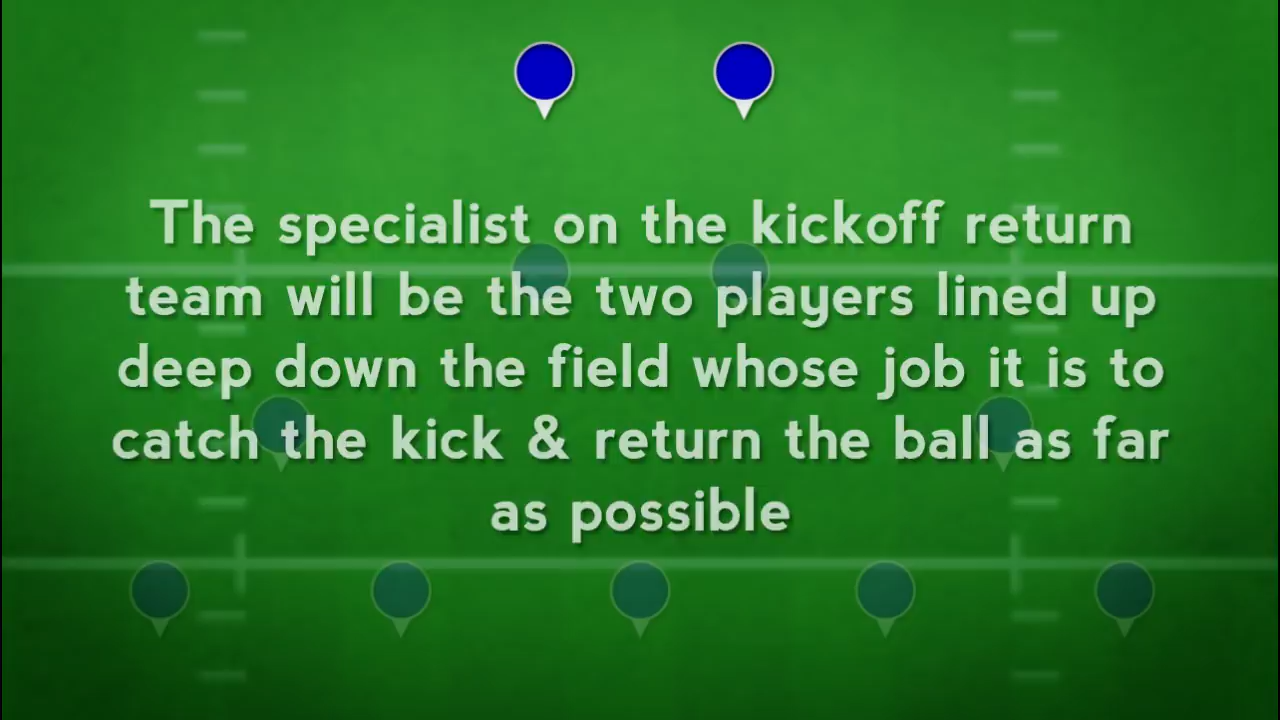 The specialist on the kickoff return
team will be the two players lined up
deep down the field whose job it is to
catch the kick & return the ball as far
as possible